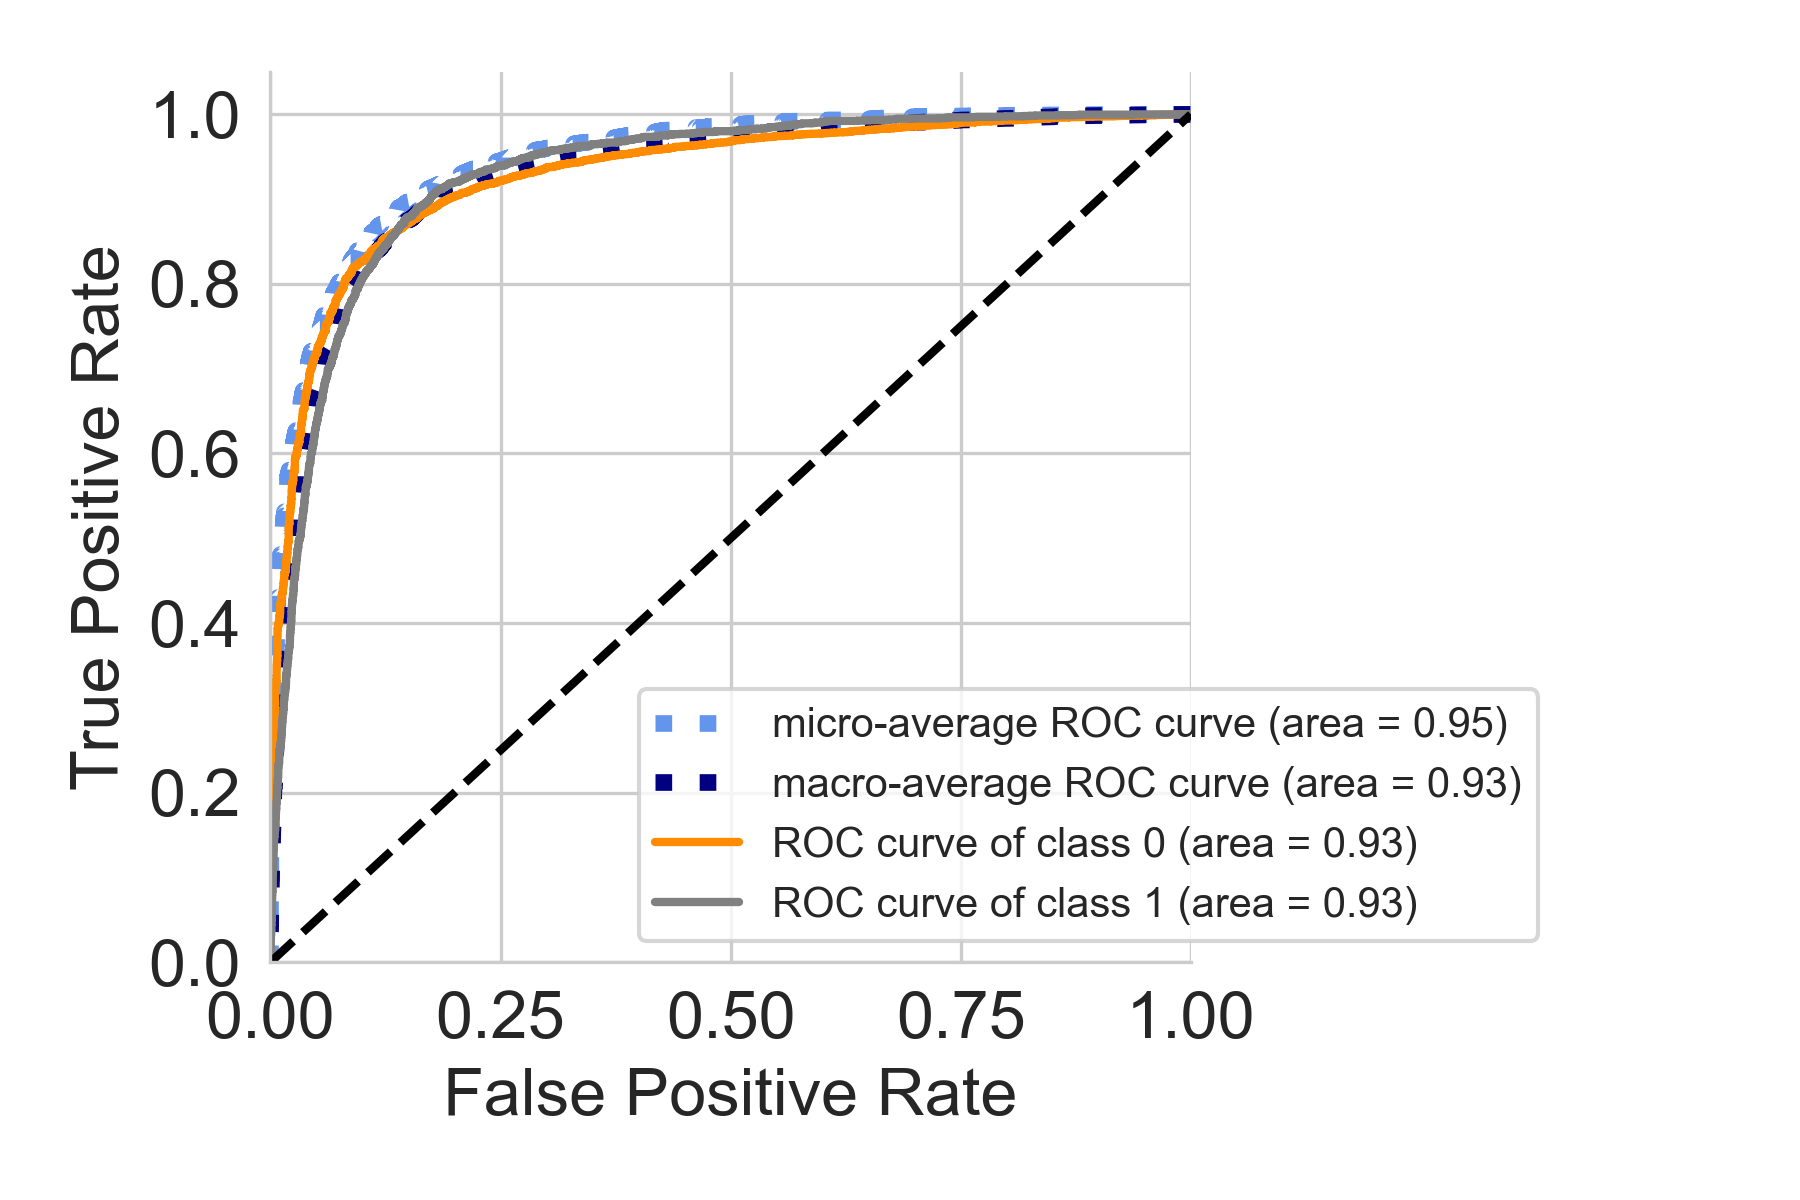 True Positive Rate
1.0
0.8
0.6
0.4
0.2
0.0
micro-average ROC curve (area = 0.95)
macro-average ROC curve (area = 0.93)
ROC curve of class 0 (area = 0.93)
ROC curve of class 1 (area = 0.93)
0.00 0.25 0.50 0.75 1.00
False Positive Rate